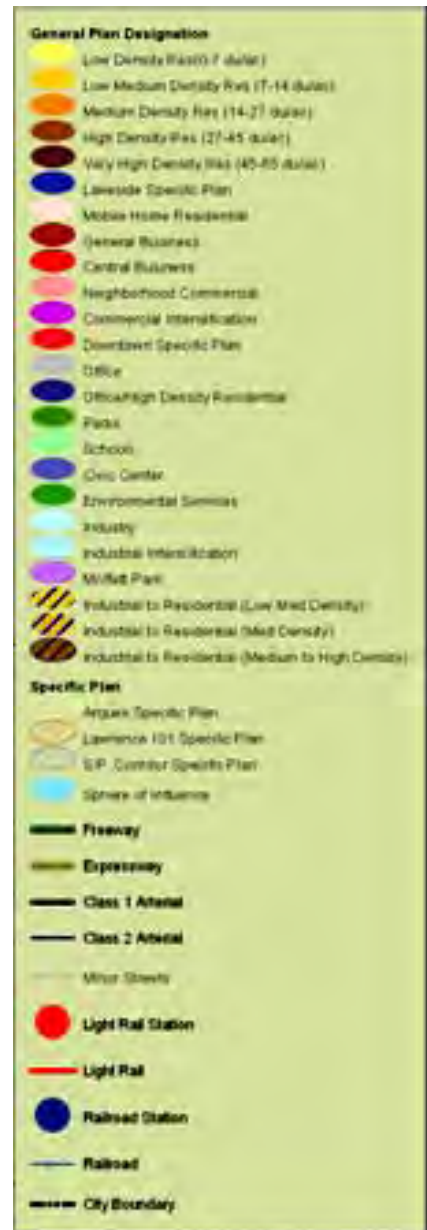 General Plan Designation
Low Density Res(0-7 du/ac)
Low Medium Density Res (7-14 du/ac)
Medium Density Res (14-27 du/ac)
High Density Res (27-45 du/ac)
Very High Density Res (45-65 du/ac)
Lakeside Specific Plan
Mobile Home Residential
General Business
Central Business
Neighborhood Commercial
Commercial Intensification
Downtown Specific Plan
Office
Office/High Density Residential
Parks
Schools
Civic Center
Environmental Services
Industry
Industrial Intensification
Moffett Park
Industrial to Residential (Low Med Density)
Industrial to Residential (Med Density)
Industrial to Residential (Medium to High Density)
Specific Plan
Arques Specific Plan
Lawrence 101 Specific Plan
S.P. Corridor Specific Plan
Sphere of Influence
Freeway
Expressway
Class 1 Arterial
Class 2 Arterial
Minor Streets
Light Rail Station
Light Rail
Railroad Station
Railroad
City Boundary